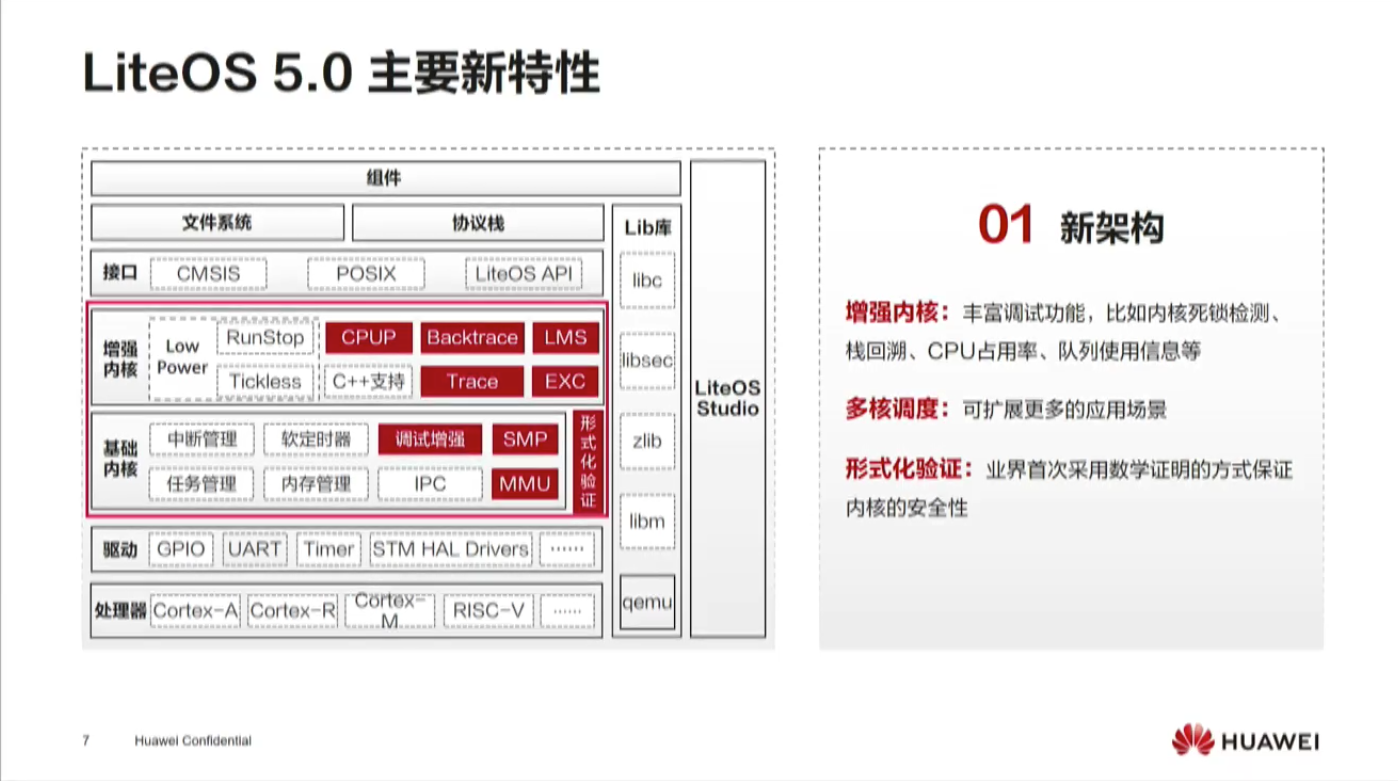 LiteOS 5.0 主要新特性
组件
文件系统
协议栈
接口
CMSIS
POSIX
LiteOS API
增强
内核
Low
Power
RunStop
Tickless
CPUP
Backtrace
LMS
C++支持
Trace
EXC
基础
内核
中断管理
软定时器
调试增强
SMP
任务管理
内存管理
IPC
MMU
形式化验证
驱动
GPIO
UART
Timer
STM HAL Drivers
······
处理器
Cortex-A
Cortex-R
Cortex-
M
RISC-V
······
Lib库
libc
libsec
zlib
libm
qemu
LiteOS
Studio
01 新架构
增强内核：丰富调试功能，比如内核死锁检测、
栈回溯、CPU占用率、队列使用信息等
多核调度：可扩展更多的应用场景
形式化验证：业界首次采用数学证明的方式保证
内核的安全性
7
Huawei Confidential
HUAWEI